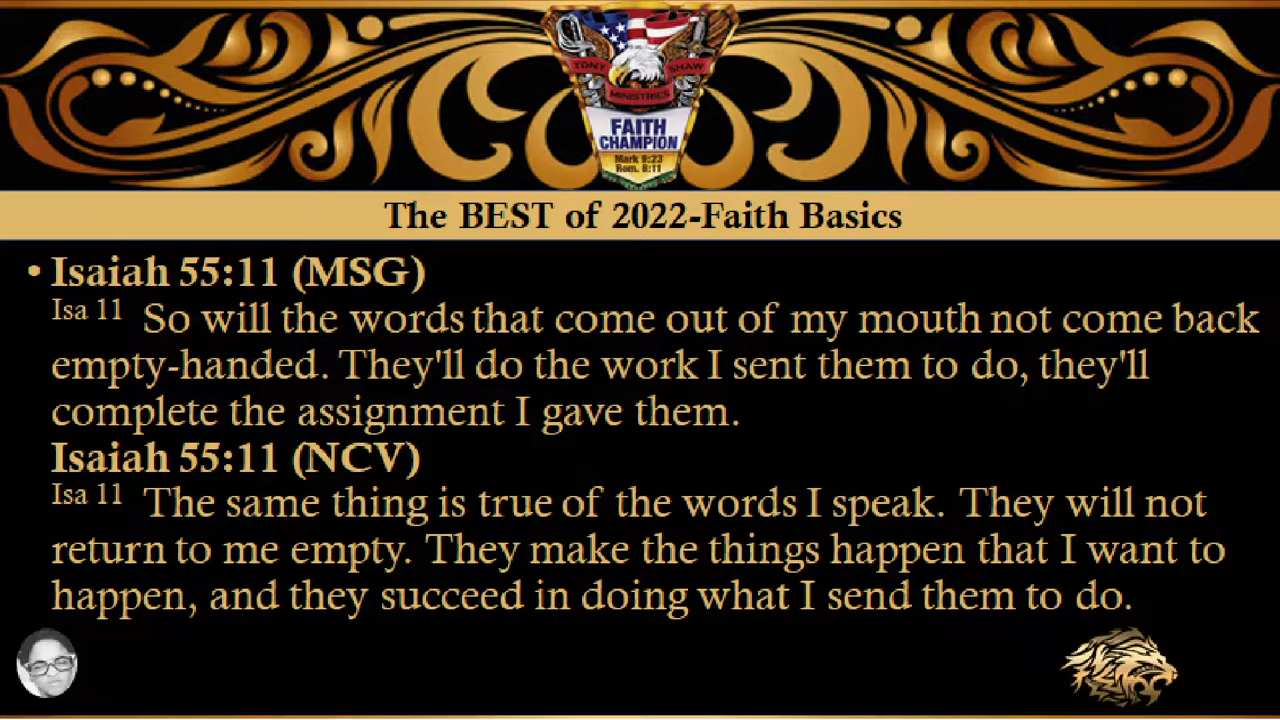 TONY SHAW
MINISTRIES
FAITH
CHAMPION
Mark 9:23
Rom. 8:11
The BEST of 2022-Faith Basics
• Isaiah 55:11 (MSG)
Isa 11 So will the words that come out of my mouth not come back
empty-handed. They'll do the work I sent them to do, they'll
complete the assignment I gave them.
Isaiah 55:11 (NCV)
Isa 11 The same thing is true of the words I speak. They will not
return to me empty. They make the things happen that I want to
happen, and they succeed in doing what I send them to do.